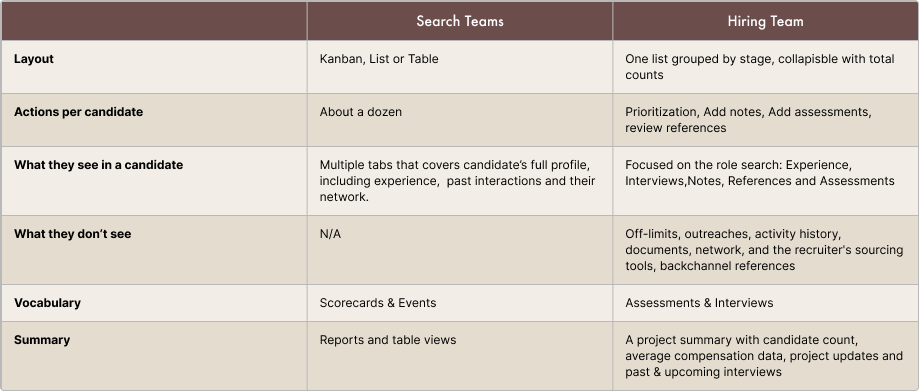 Search Teams
Hiring Team
Layout
Kanban, List or Table
One list grouped by stage, collapisble with total
counts
Actions per candidate
About a dozen
Prioritization, Add notes, Add assessments,
review references
What they see in a candidate
Multiple tabs that covers candidate's full profile,
including experience,  past interactions and their
network.
Focused on the role search: Experience,
Interviews,Notes, References and Assessments
What they don't see
N/A
Off-limits, outreaches, activity history,
documents, network, and the recruiter's sourcing
tools, backchannel references
Vocabulary
Scorecards & Events
Assessments & Interviews
Summary
Reports and table views
A project summary with candidate count,
average compensation data, project updates and
past & upcoming interviews